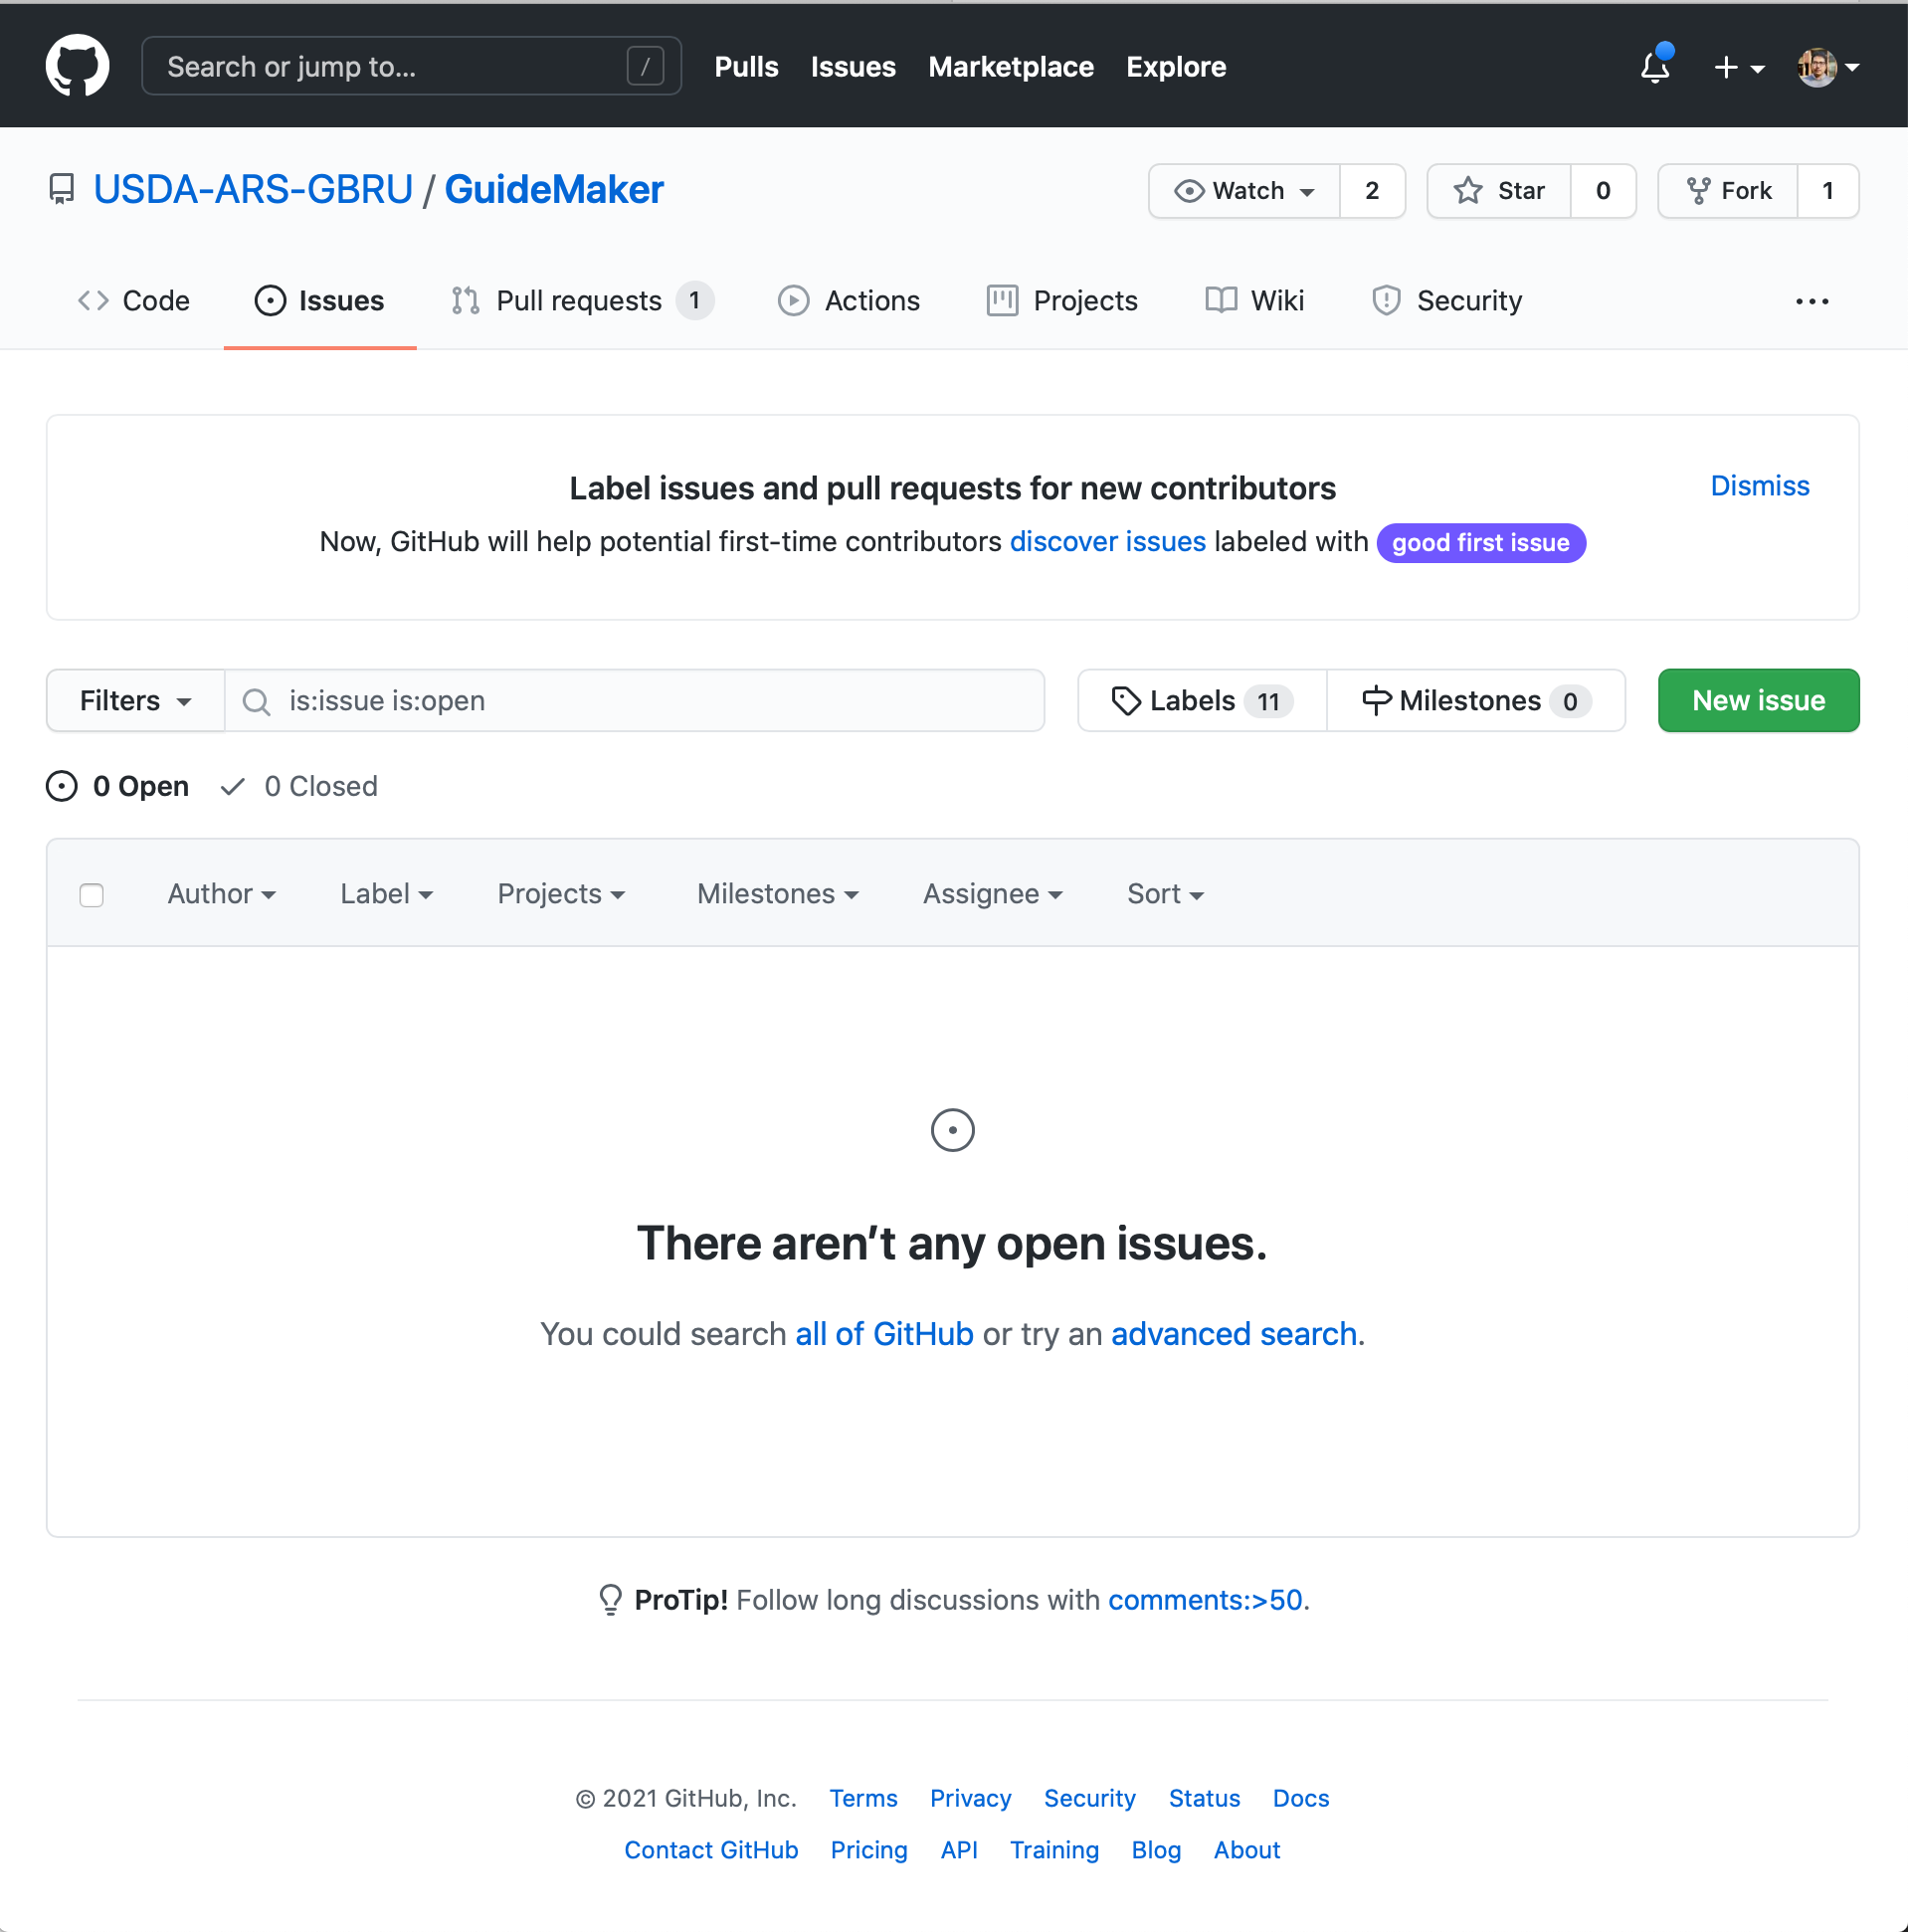 Search or jump to... / Pulls Issues Marketplace Explore
USDA-ARS-GBRU / GuideMaker Watch 2 Star 0 Fork 1
Code Issues Pull requests 1 Actions Projects Wiki Security ...
Label issues and pull requests for new contributors Dismiss
Now, GitHub will help potential first-time contributors discover issues labeled with good first issue
Filters is:issue is:open Labels 11 Milestones 0 New issue
0 Open 0 Closed
Author Label Projects Milestones Assignee Sort
There aren’t any open issues.
You could search all of GitHub or try an advanced search.
ProTip! Follow long discussions with comments:>50.
© 2021 GitHub, Inc. Terms Privacy Security Status Docs
Contact GitHub Pricing API Training Blog About